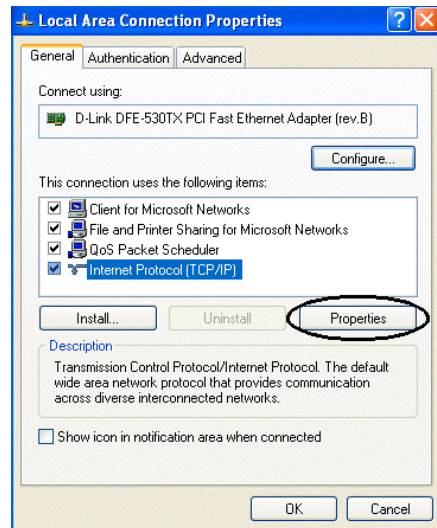 Local Area Connection Properties
General Authentication Advanced
Connect using:
D-Link DFE-530TX PCI Fast Ethernet Adapter (rev.B)
Configure...
This connection uses the following items:
Client for Microsoft Networks
File and Printer Sharing for Microsoft Networks
QoS Packet Scheduler
Internet Protocol (TCP/IP)
Install... Uninstall Properties
Description
Transmission Control Protocol/Internet Protocol. The default
wide area network protocol that provides communication
across diverse interconnected networks.
Show icon in notification area when connected
OK Cancel